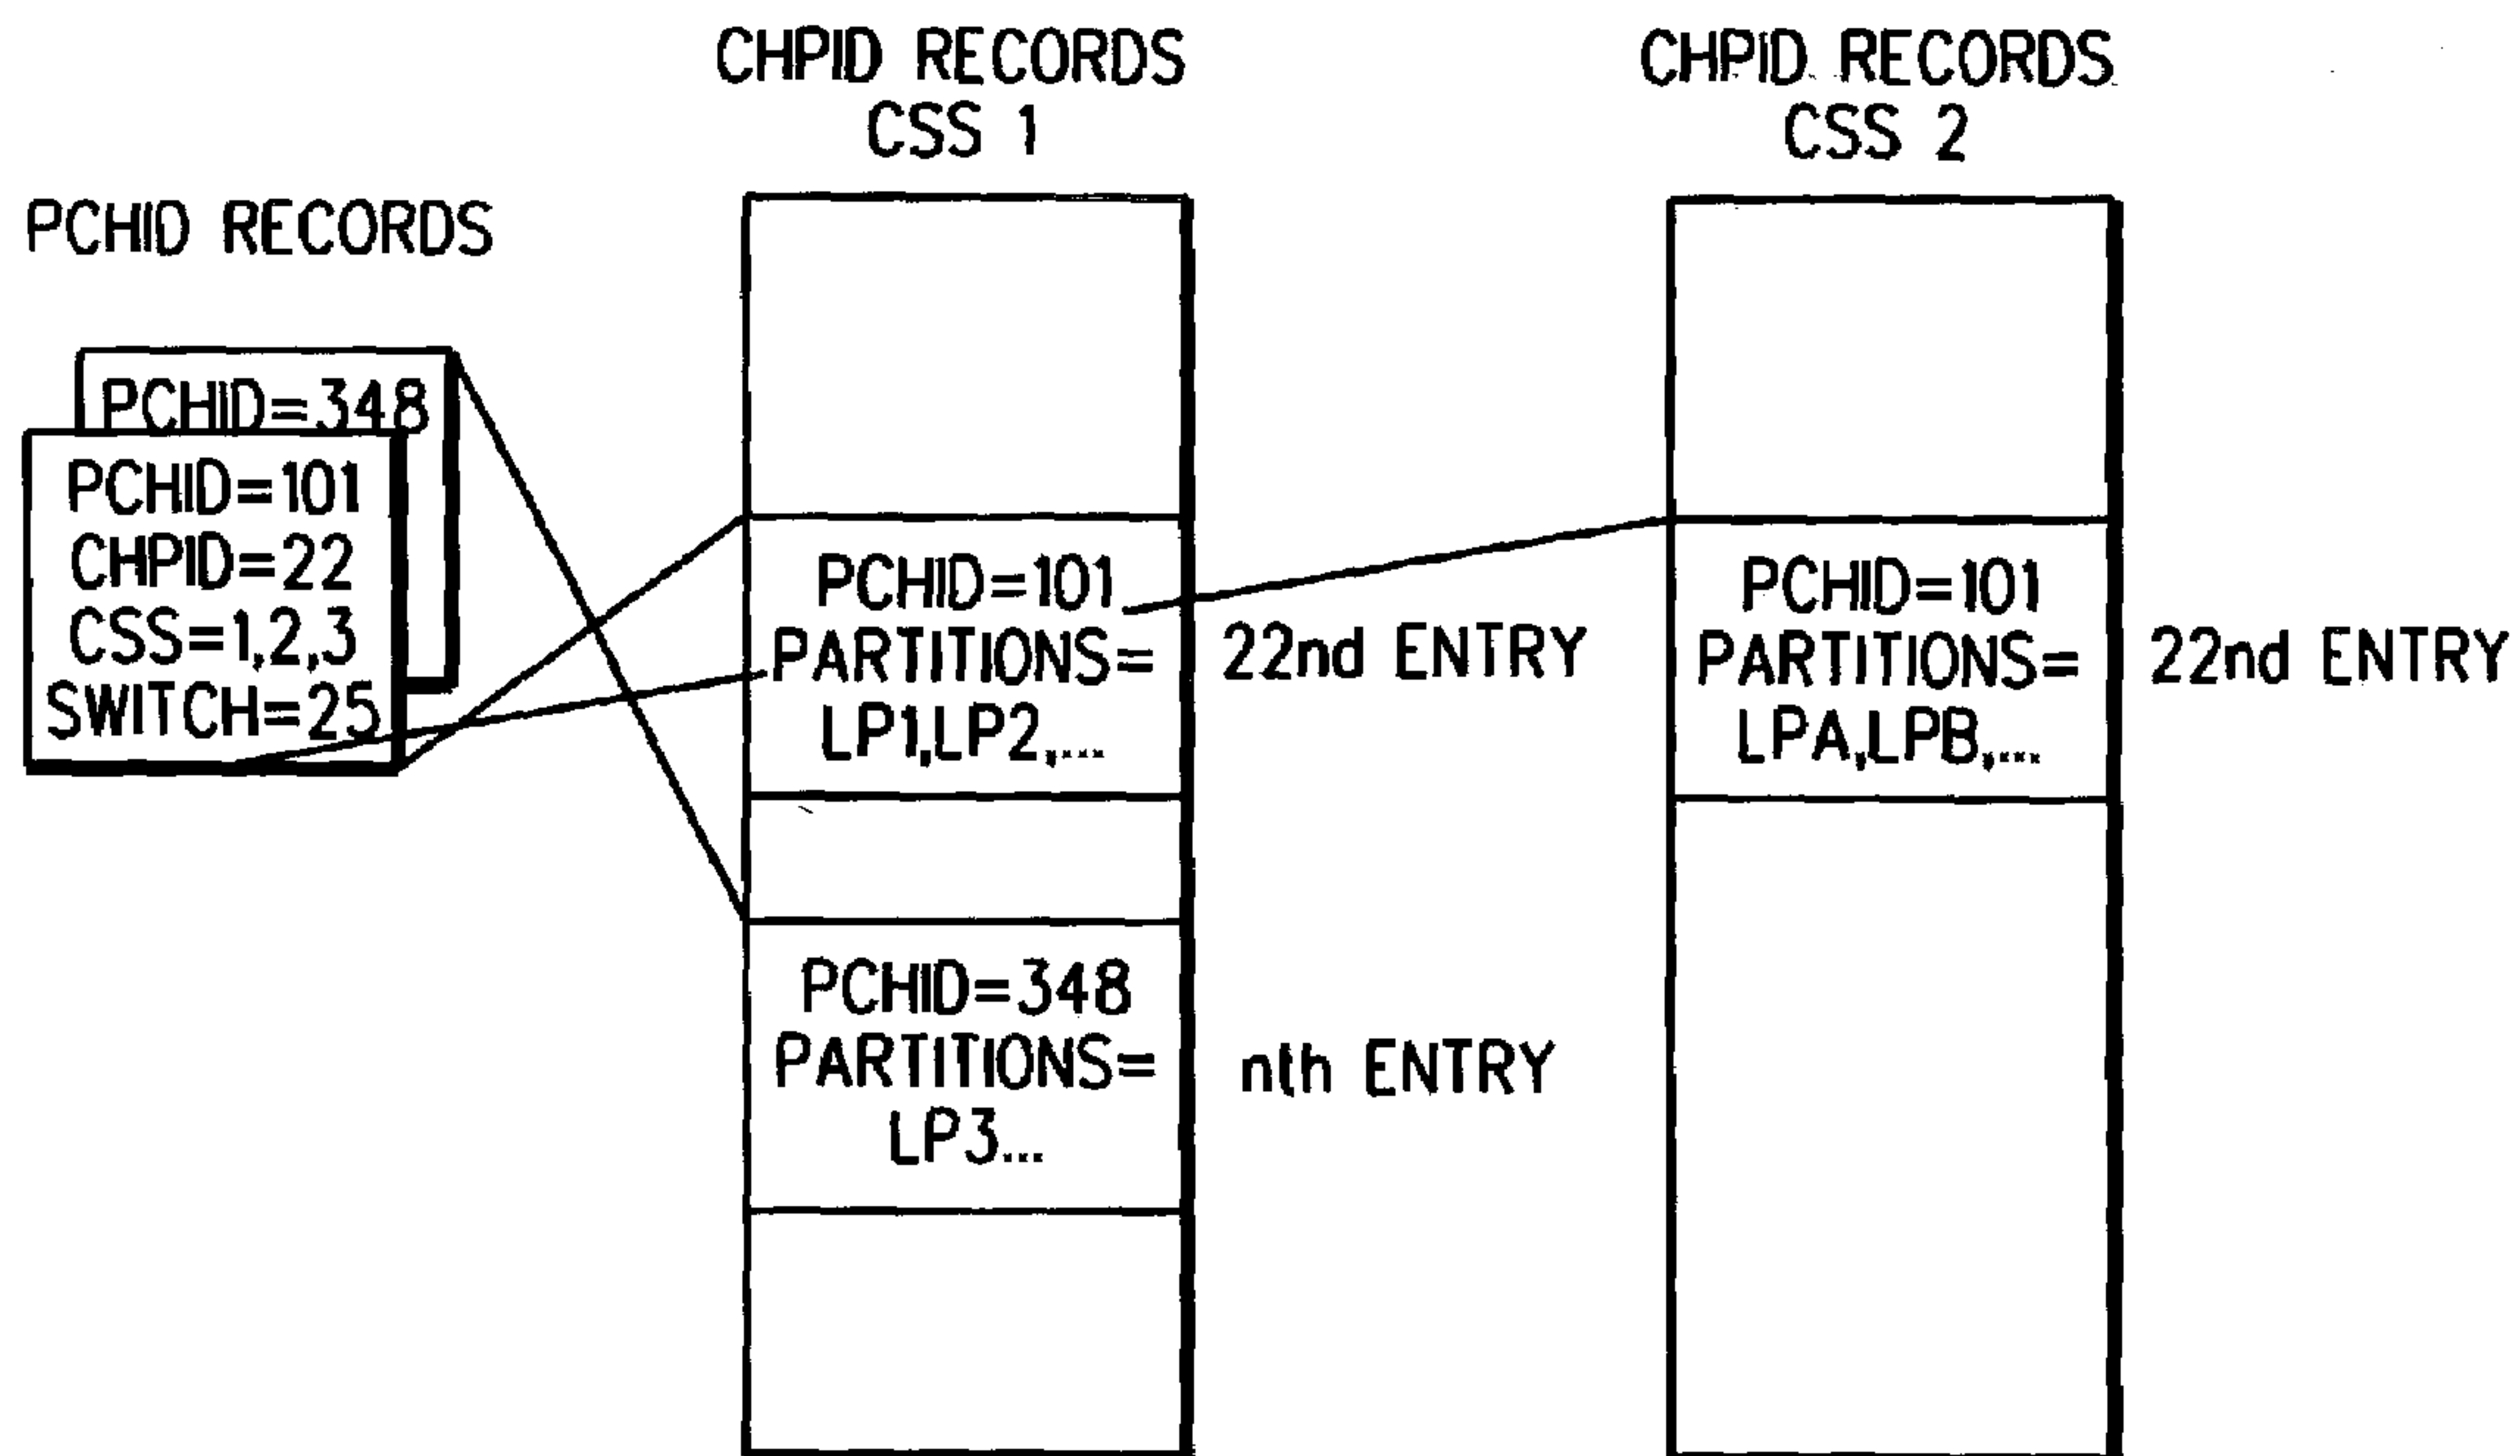 CHPID RECORDS
CSS 1
CHPID RECORDS
CSS 2
PCHID RECORDS
PCHID=348
PCHID=101
CHPID=22
CSS=1,2,3
SWITCH=25
PCHID=101
PARTITIONS=
LP1,LP2,...
22nd ENTRY
PCHID=348
PARTITIONS=
LP3...
nth ENTRY
PCHID=101
PARTITIONS=
LPA,LPB,...
22nd ENTRY